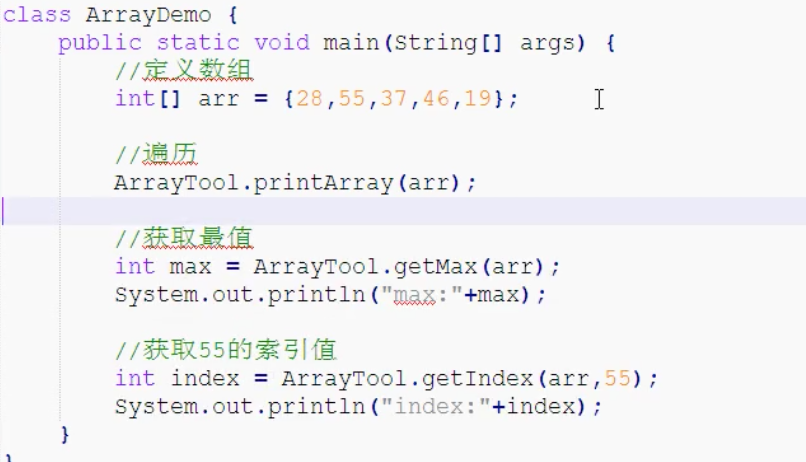 class ArrayDemo {
public static void main(String[] args) {
//定义数组
int[] arr = {28,55,37,46,19};
//遍历
ArrayTool.printArray(arr);
//获取最值
int max = ArrayTool.getMax(arr);
System.out.println("max:"+max);
//获取55的索引值
int index = ArrayTool.getIndex(arr,55);
System.out.println("index:"+index);
}
}